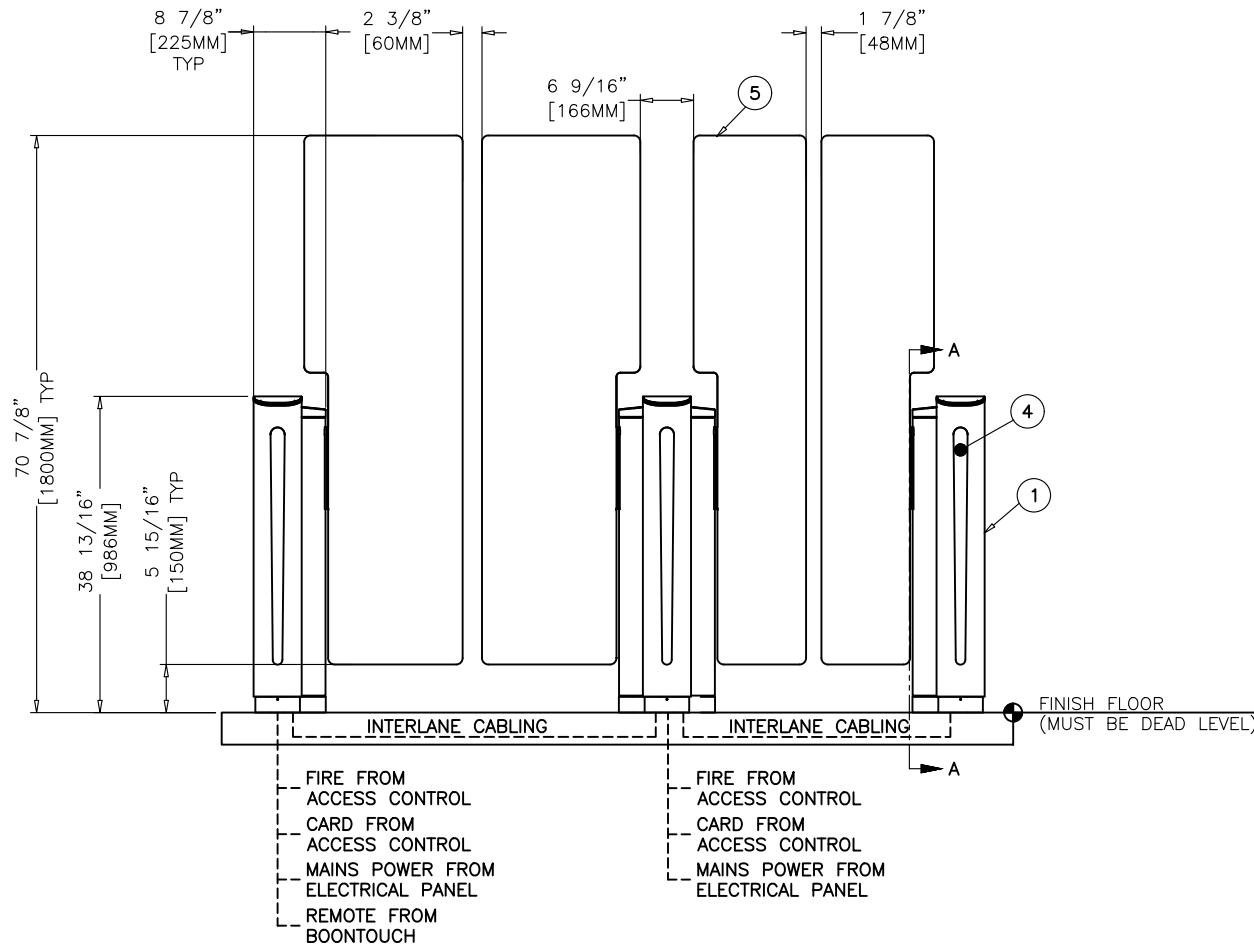 8 7/8”
[225MM]
TYP
2 3/8”
[60MM]
1 7/8”
[48MM]
6 9/16”
[166MM]
5
70 7/8”
[1800MM] TYP
38 13/16”
[986MM]
5 15/16”
[150MM] TYP
A
4
1
FINISH FLOOR
(MUST BE DEAD LEVEL)
INTERLANE CABLING
INTERLANE CABLING
A
FIRE FROM
ACCESS CONTROL
CARD FROM
ACCESS CONTROL
MAINS POWER FROM
ELECTRICAL PANEL
REMOTE FROM
BOONTOUCH
FIRE FROM
ACCESS CONTROL
CARD FROM
ACCESS CONTROL
MAINS POWER FROM
ELECTRICAL PANEL